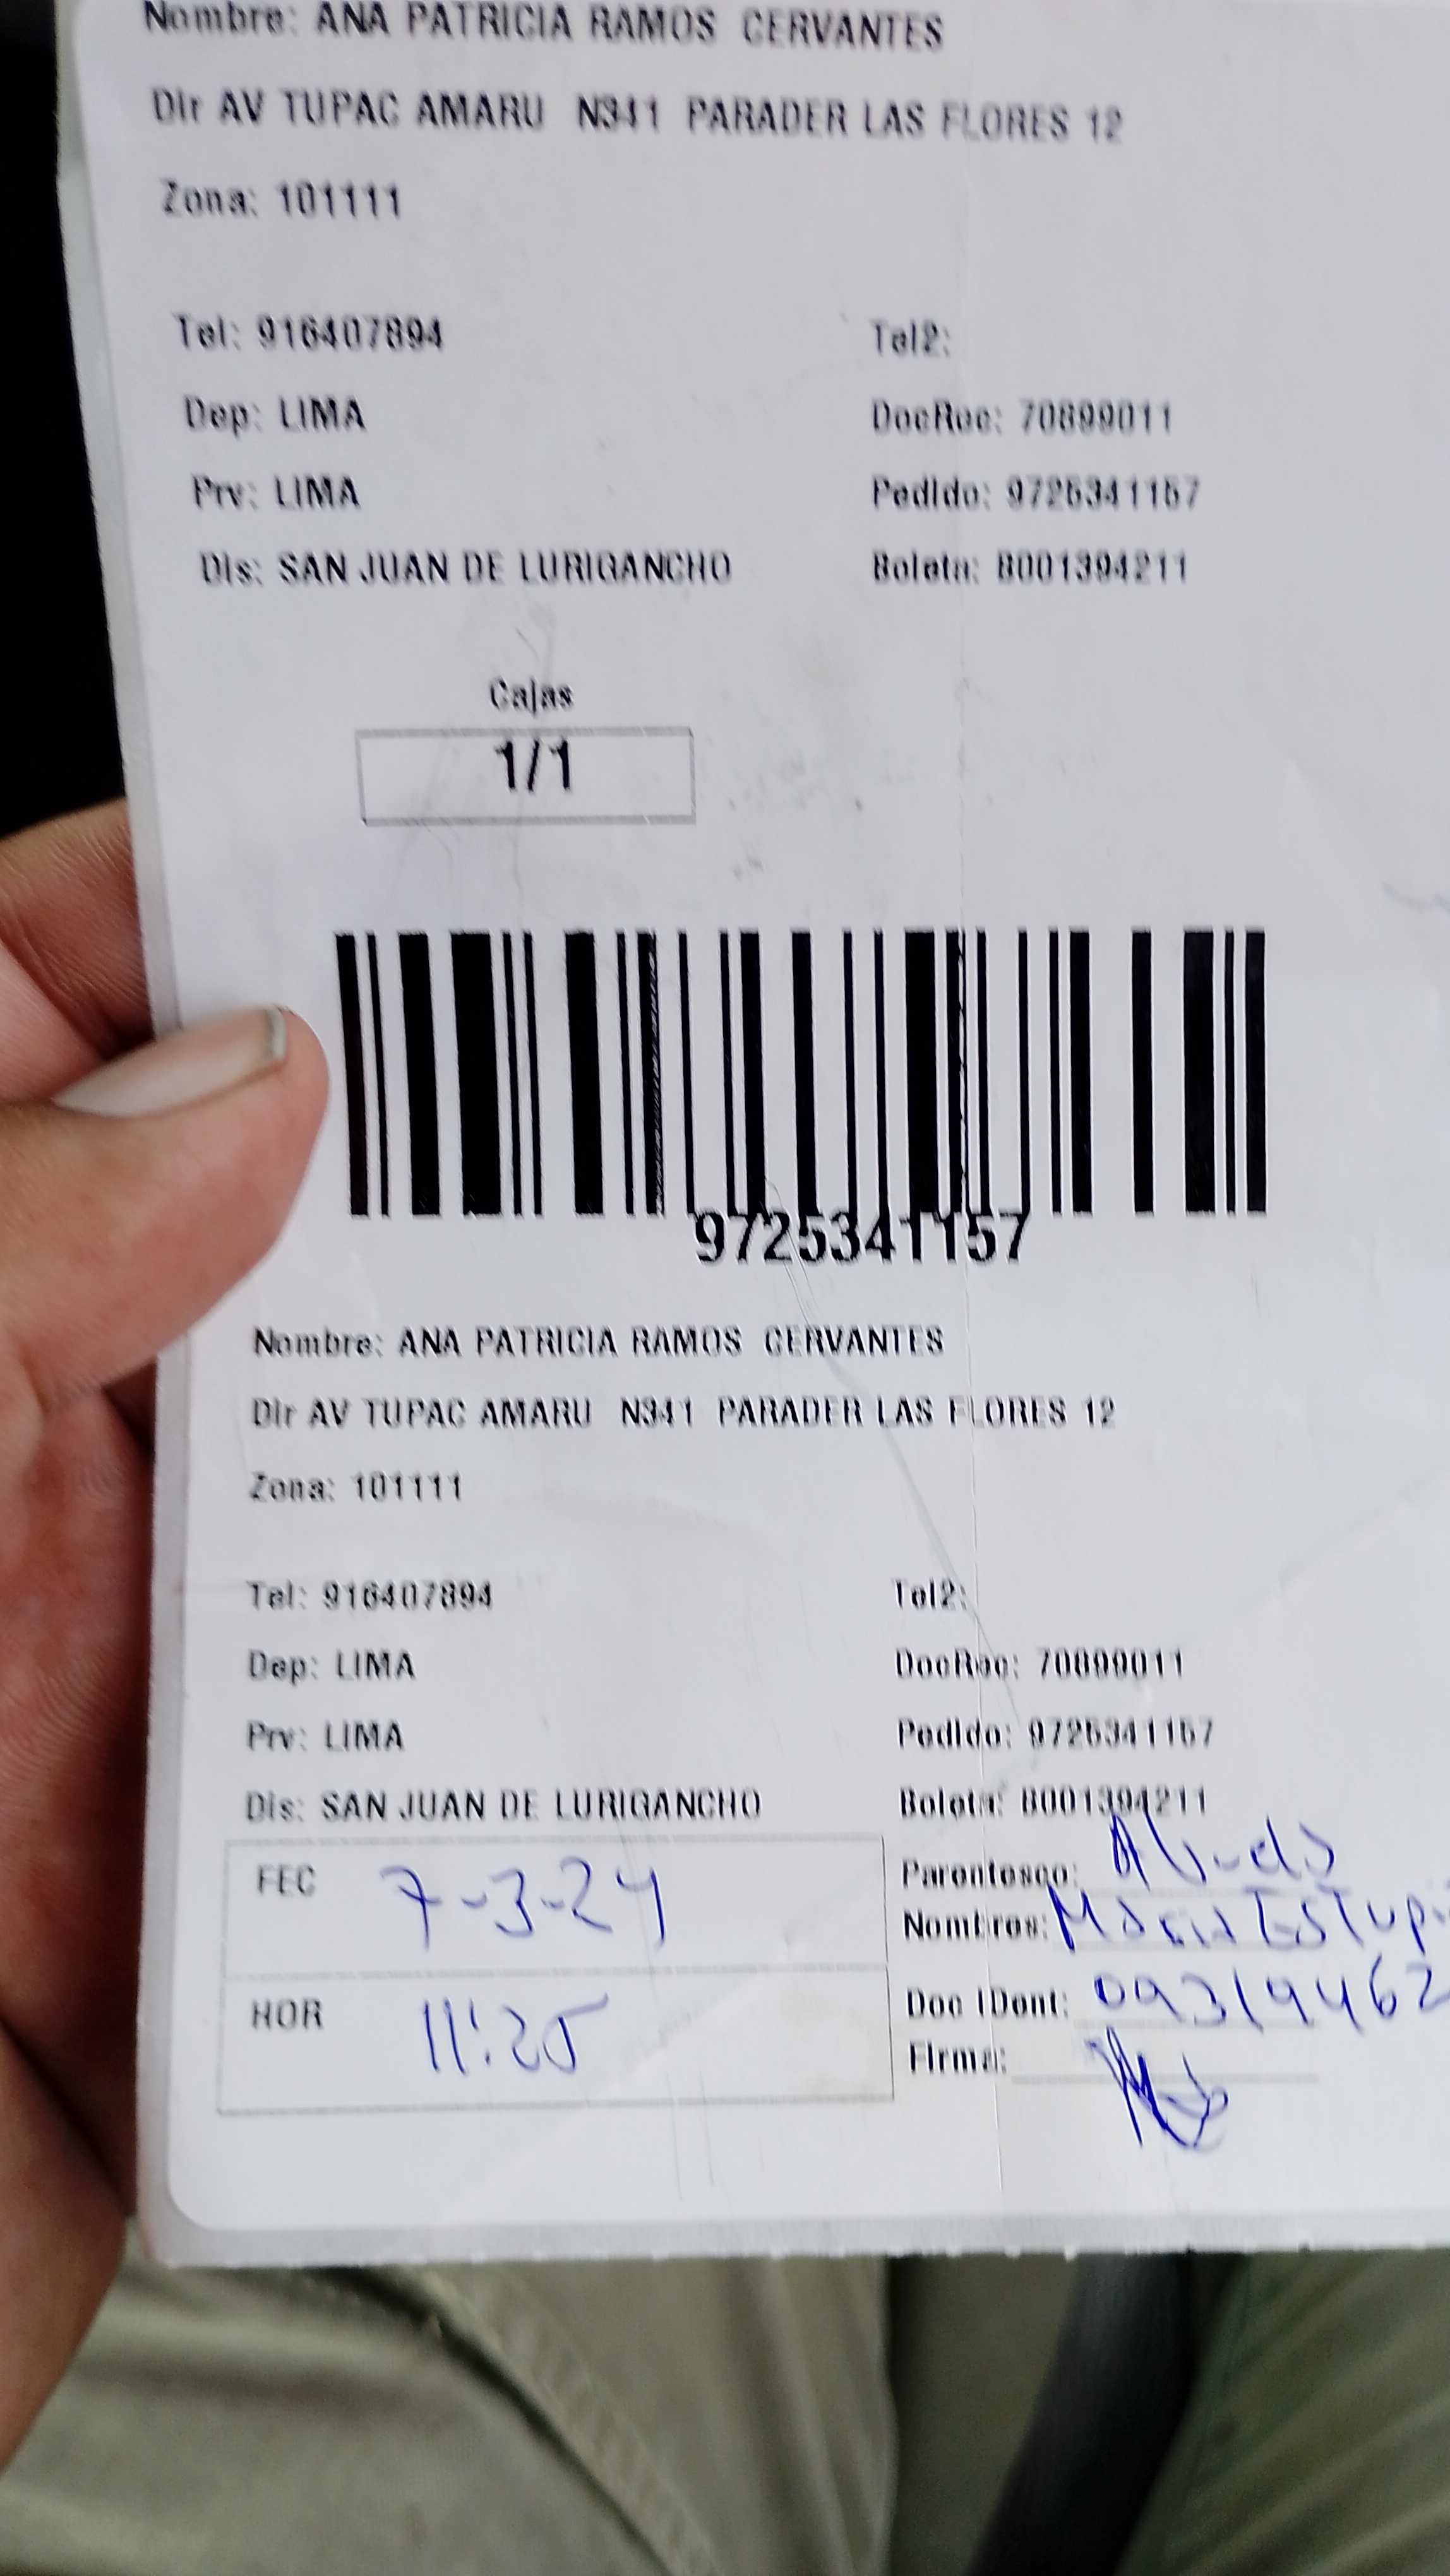 Nombre: ANA PATRICIA RAMOS CERVANTES
Dir AV TUPAC AMARU N341 PARADER LAS FLORES 12
Zona: 101111
Tel: 916407894 Tel2:
Dep: LIMA DocRec: 70899011
Prv: LIMA Pedido: 9725341157
Dis: SAN JUAN DE LURIGANCHO Boleta: B001394211
Cajas
1/1
9725341157
Nombre: ANA PATRICIA RAMOS CERVANTES
Dir AV TUPAC AMARU N341 PARADER LAS FLORES 12
Zona: 101111
Tel: 916407894 Tel2:
Dep: LIMA DocRec: 70899011
Prv: LIMA Pedido: 9725341157
Dis: SAN JUAN DE LURIGANCHO Boleta: B001394211
FEC 7-3-24 Parentesco:
Nombres: Maria
HOR 11:25 Doc IDent: 09319462
Firma: